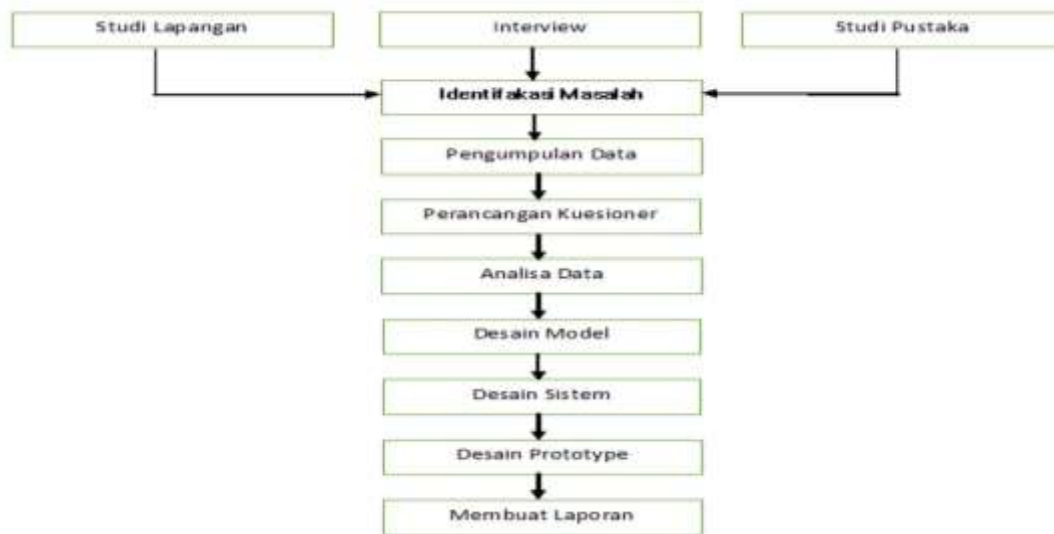 Studi Lapangan
Interview
Studi Pustaka
Identifakasi Masalah
Pengumpulan Data
Perancangan Kuesioner
Analisa Data
Desain Model
Desain Sistem
Desain Prototype
Membuat Laporan